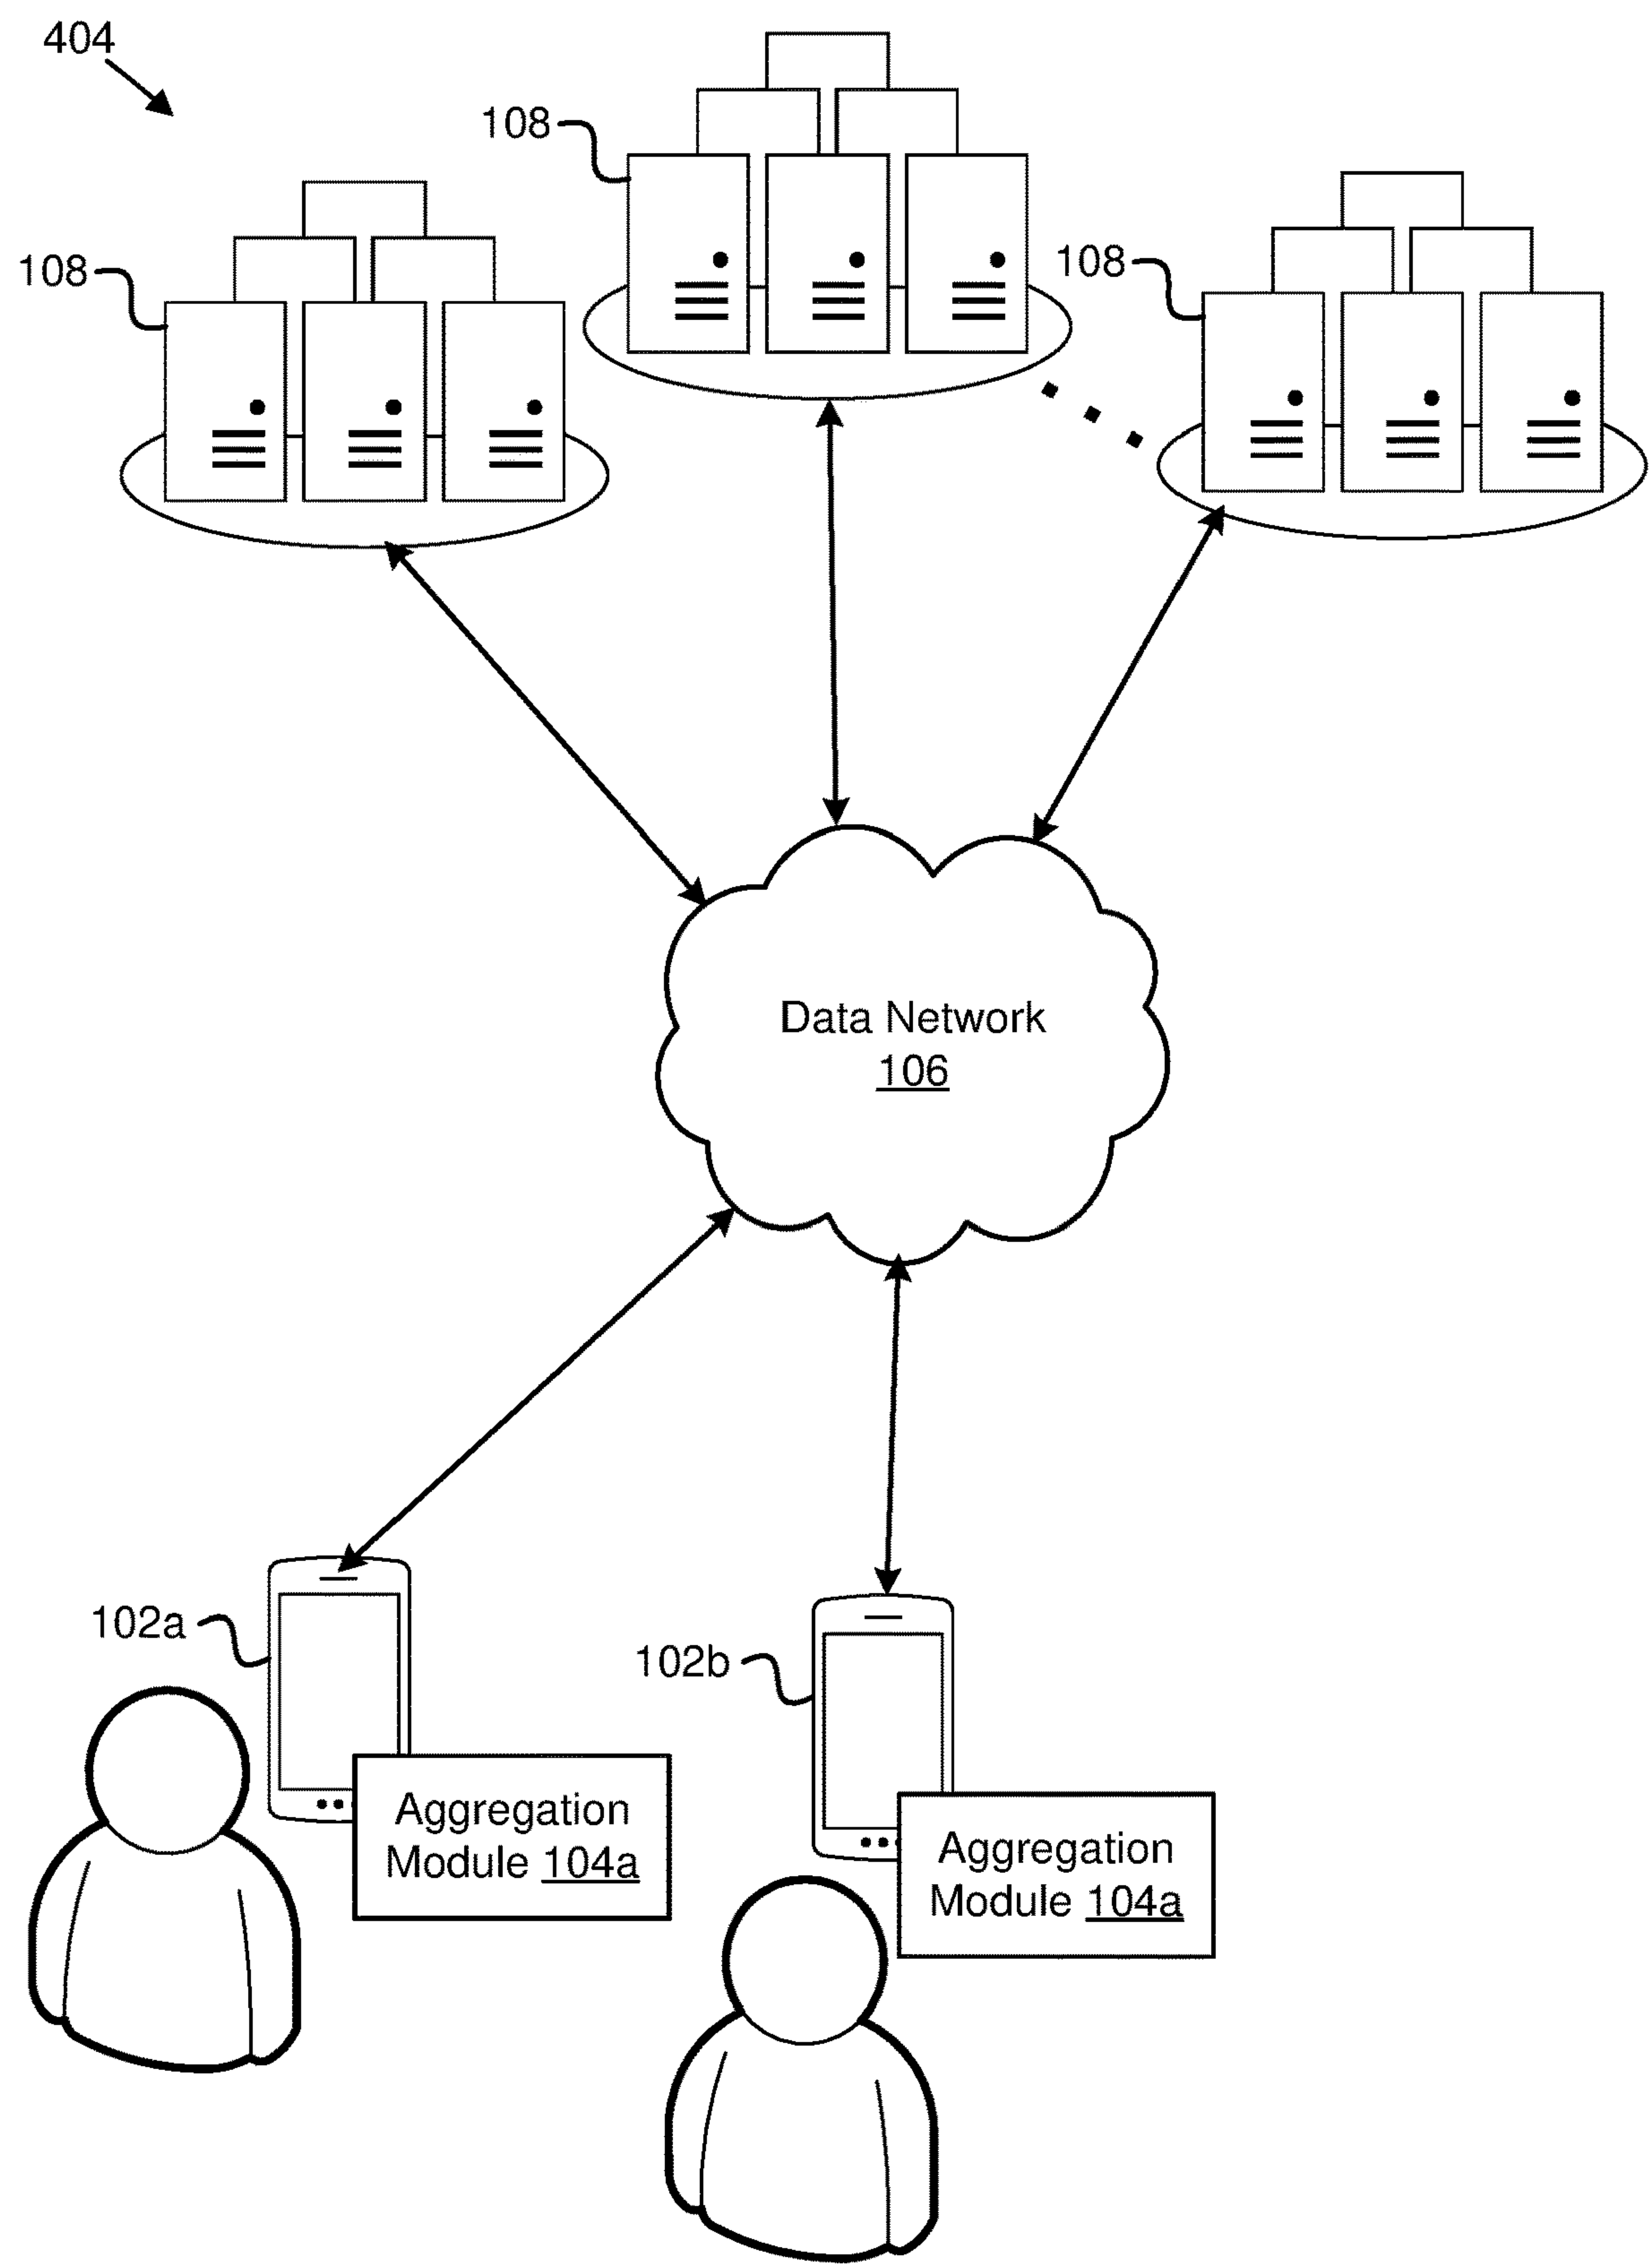 404
108
108
108
Data Network
106
102a
102b
Aggregation
Module 104a
Aggregation
Module 104a